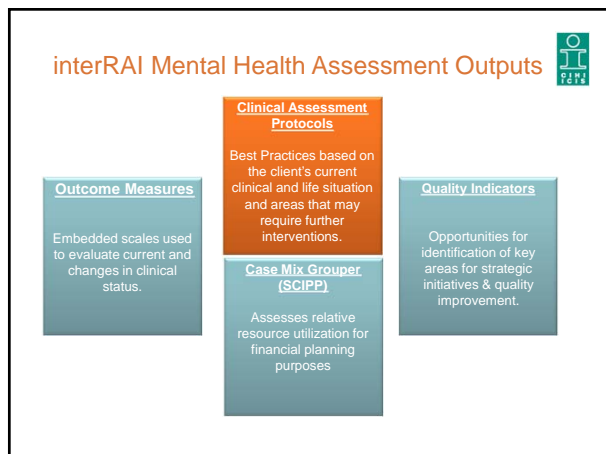 interRAI Mental Health Assessment Outputs
CIHI
ICIS
Clinical Assessment
Protocols
Best Practices based on
the client's current
clinical and life situation
and areas that may
require further
interventions.
Outcome Measures
Embedded scales used
to evaluate current and
changes in clinical
status.
Quality Indicators
Opportunities for
identification of key
areas for strategic
initiatives & quality
improvement.
Case Mix Grouper
(SCIPP)
Assesses relative
resource utilization for
financial planning
purposes